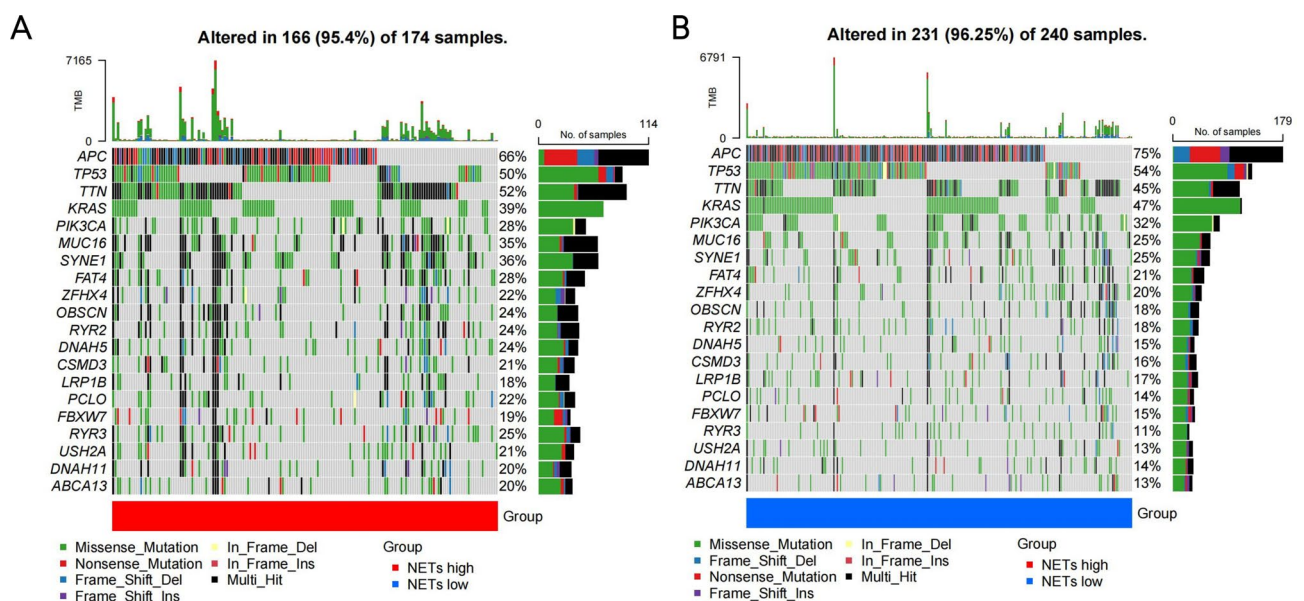 A
Altered in 166 (95.4%) of 174 samples.
7165
TMB
0
0 114
No. of samples
APC 66%
TP53 50%
TTN 52%
KRAS 39%
PIK3CA 28%
MUC16 35%
SYNE1 36%
FAT4 28%
ZFHX4 22%
OBSCN 24%
RYR2 24%
DNAH5 24%
CSMD3 21%
LRP1B 18%
PCLO 22%
FBXW7 19%
RYR3 25%
USH2A 21%
DNAH11 20%
ABCA13 20%
Group
Missense_Mutation
Nonsense_Mutation
Frame_Shift_Del
Frame_Shift_Ins
In_Frame_Del
In_Frame_Ins
Multi_Hit
Group
NETs high
NETs low
B
Altered in 231 (96.25%) of 240 samples.
6791
TMB
0
0 179
No. of samples
APC 75%
TP53 54%
TTN 45%
KRAS 47%
PIK3CA 32%
MUC16 25%
SYNE1 25%
FAT4 21%
ZFHX4 20%
OBSCN 18%
RYR2 18%
DNAH5 15%
CSMD3 16%
LRP1B 17%
PCLO 14%
FBXW7 15%
RYR3 11%
USH2A 13%
DNAH11 14%
ABCA13 13%
Group
Missense_Mutation
Frame_Shift_Del
Nonsense_Mutation
Frame_Shift_Ins
In_Frame_Del
In_Frame_Ins
Multi_Hit
Group
NETs high
NETs low